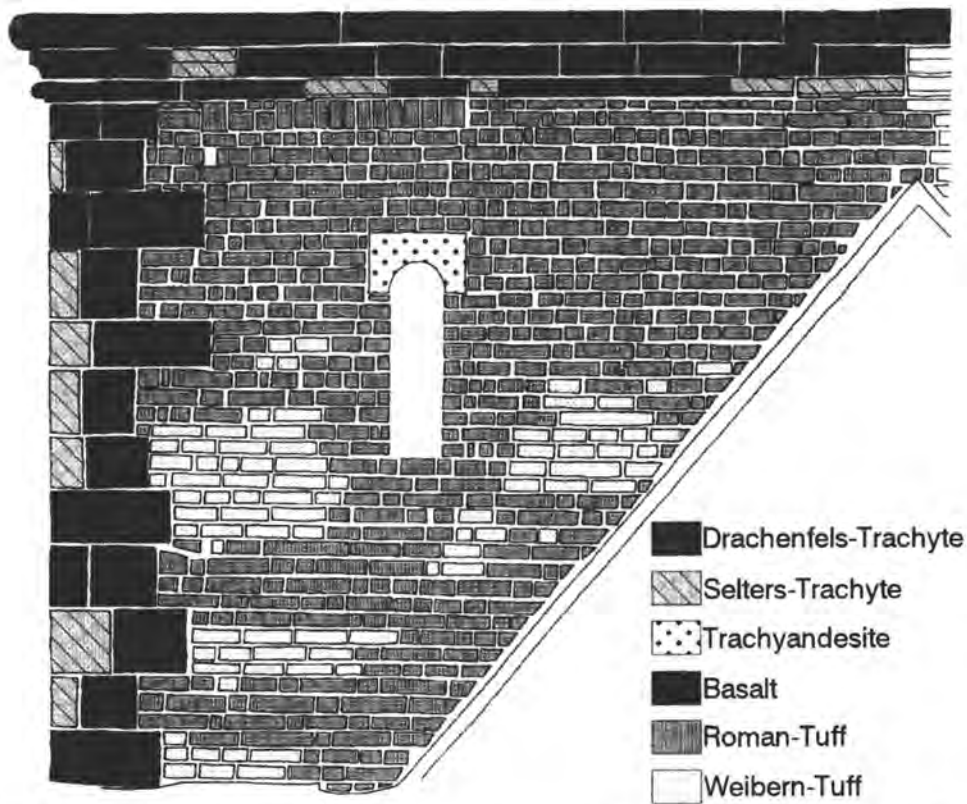 Drachenfels-Trachyte
Selters-Trachyte
Trachyandesite
Basalt
Roman-Tuff
Weibern-Tuff